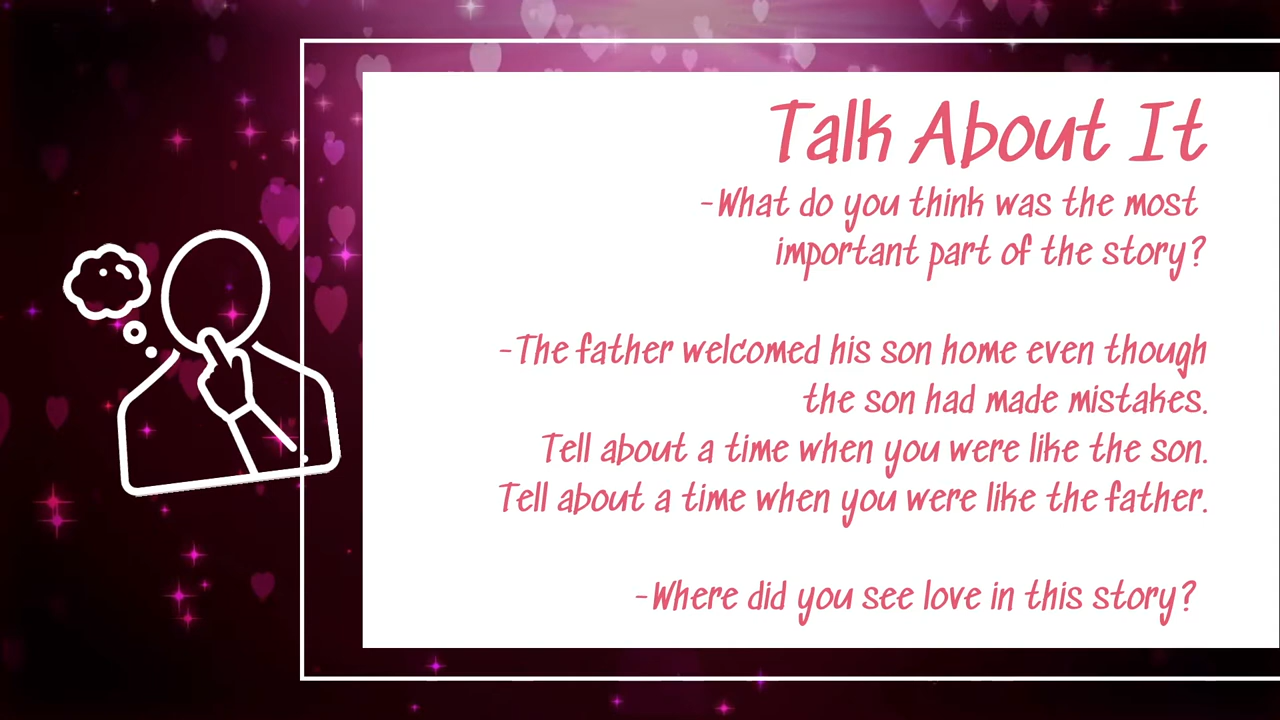 Talk About It
-What do you think was the most
important part of the story?
-The father welcomed his son home even though
the son had made mistakes.
Tell about a time when you were like the son.
Tell about a time when you were like the father.
-Where did you see love in this story?